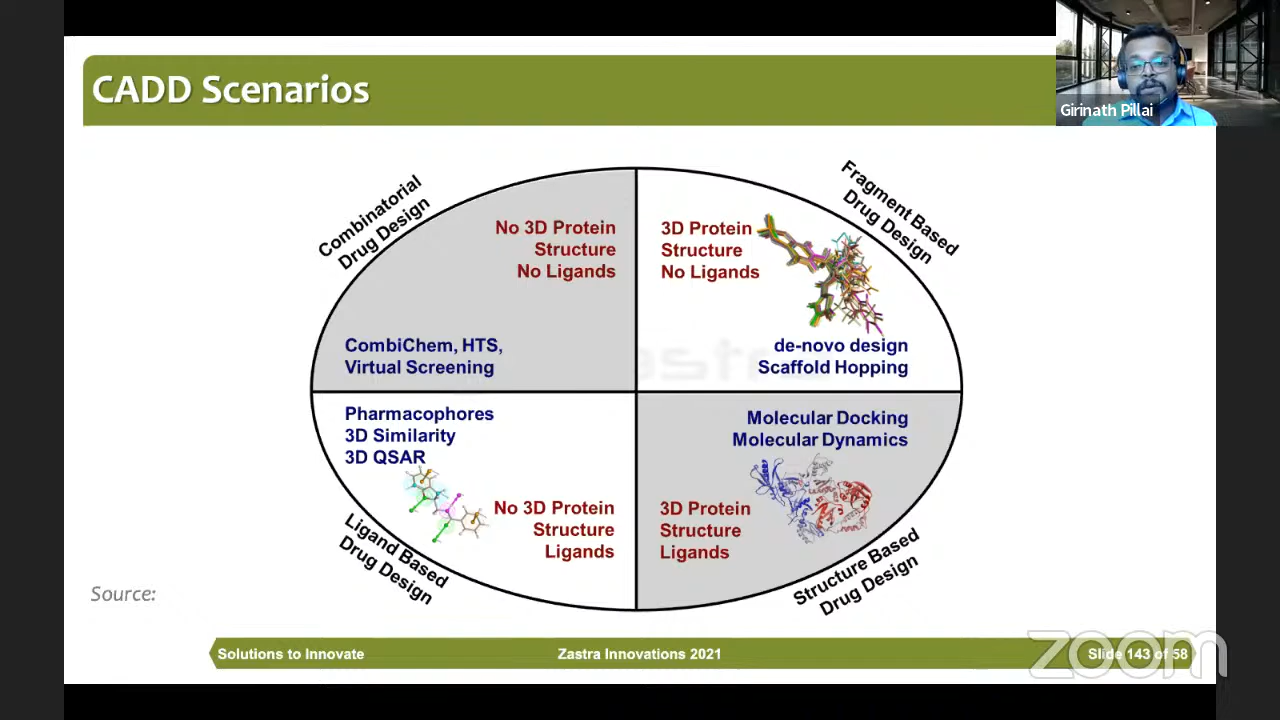 CADD Scenarios
Girinath Pillai
Combinatorial
Drug Design
No 3D Protein
Structure
No Ligands
CombiChem, HTS,
Virtual Screening
Fragment Based
Drug Design
3D Protein
Structure
No Ligands
de-novo design
Scaffold Hopping
Pharmacophores
3D Similarity
3D QSAR
No 3D Protein
Structure
Ligands
Ligand Based
Drug Design
Molecular Docking
Molecular Dynamics
3D Protein
Structure
Ligands
Structure Based
Drug Design
Source:
Solutions to Innovate
Zastra Innovations 2021
Slide 143 of 58
zoom